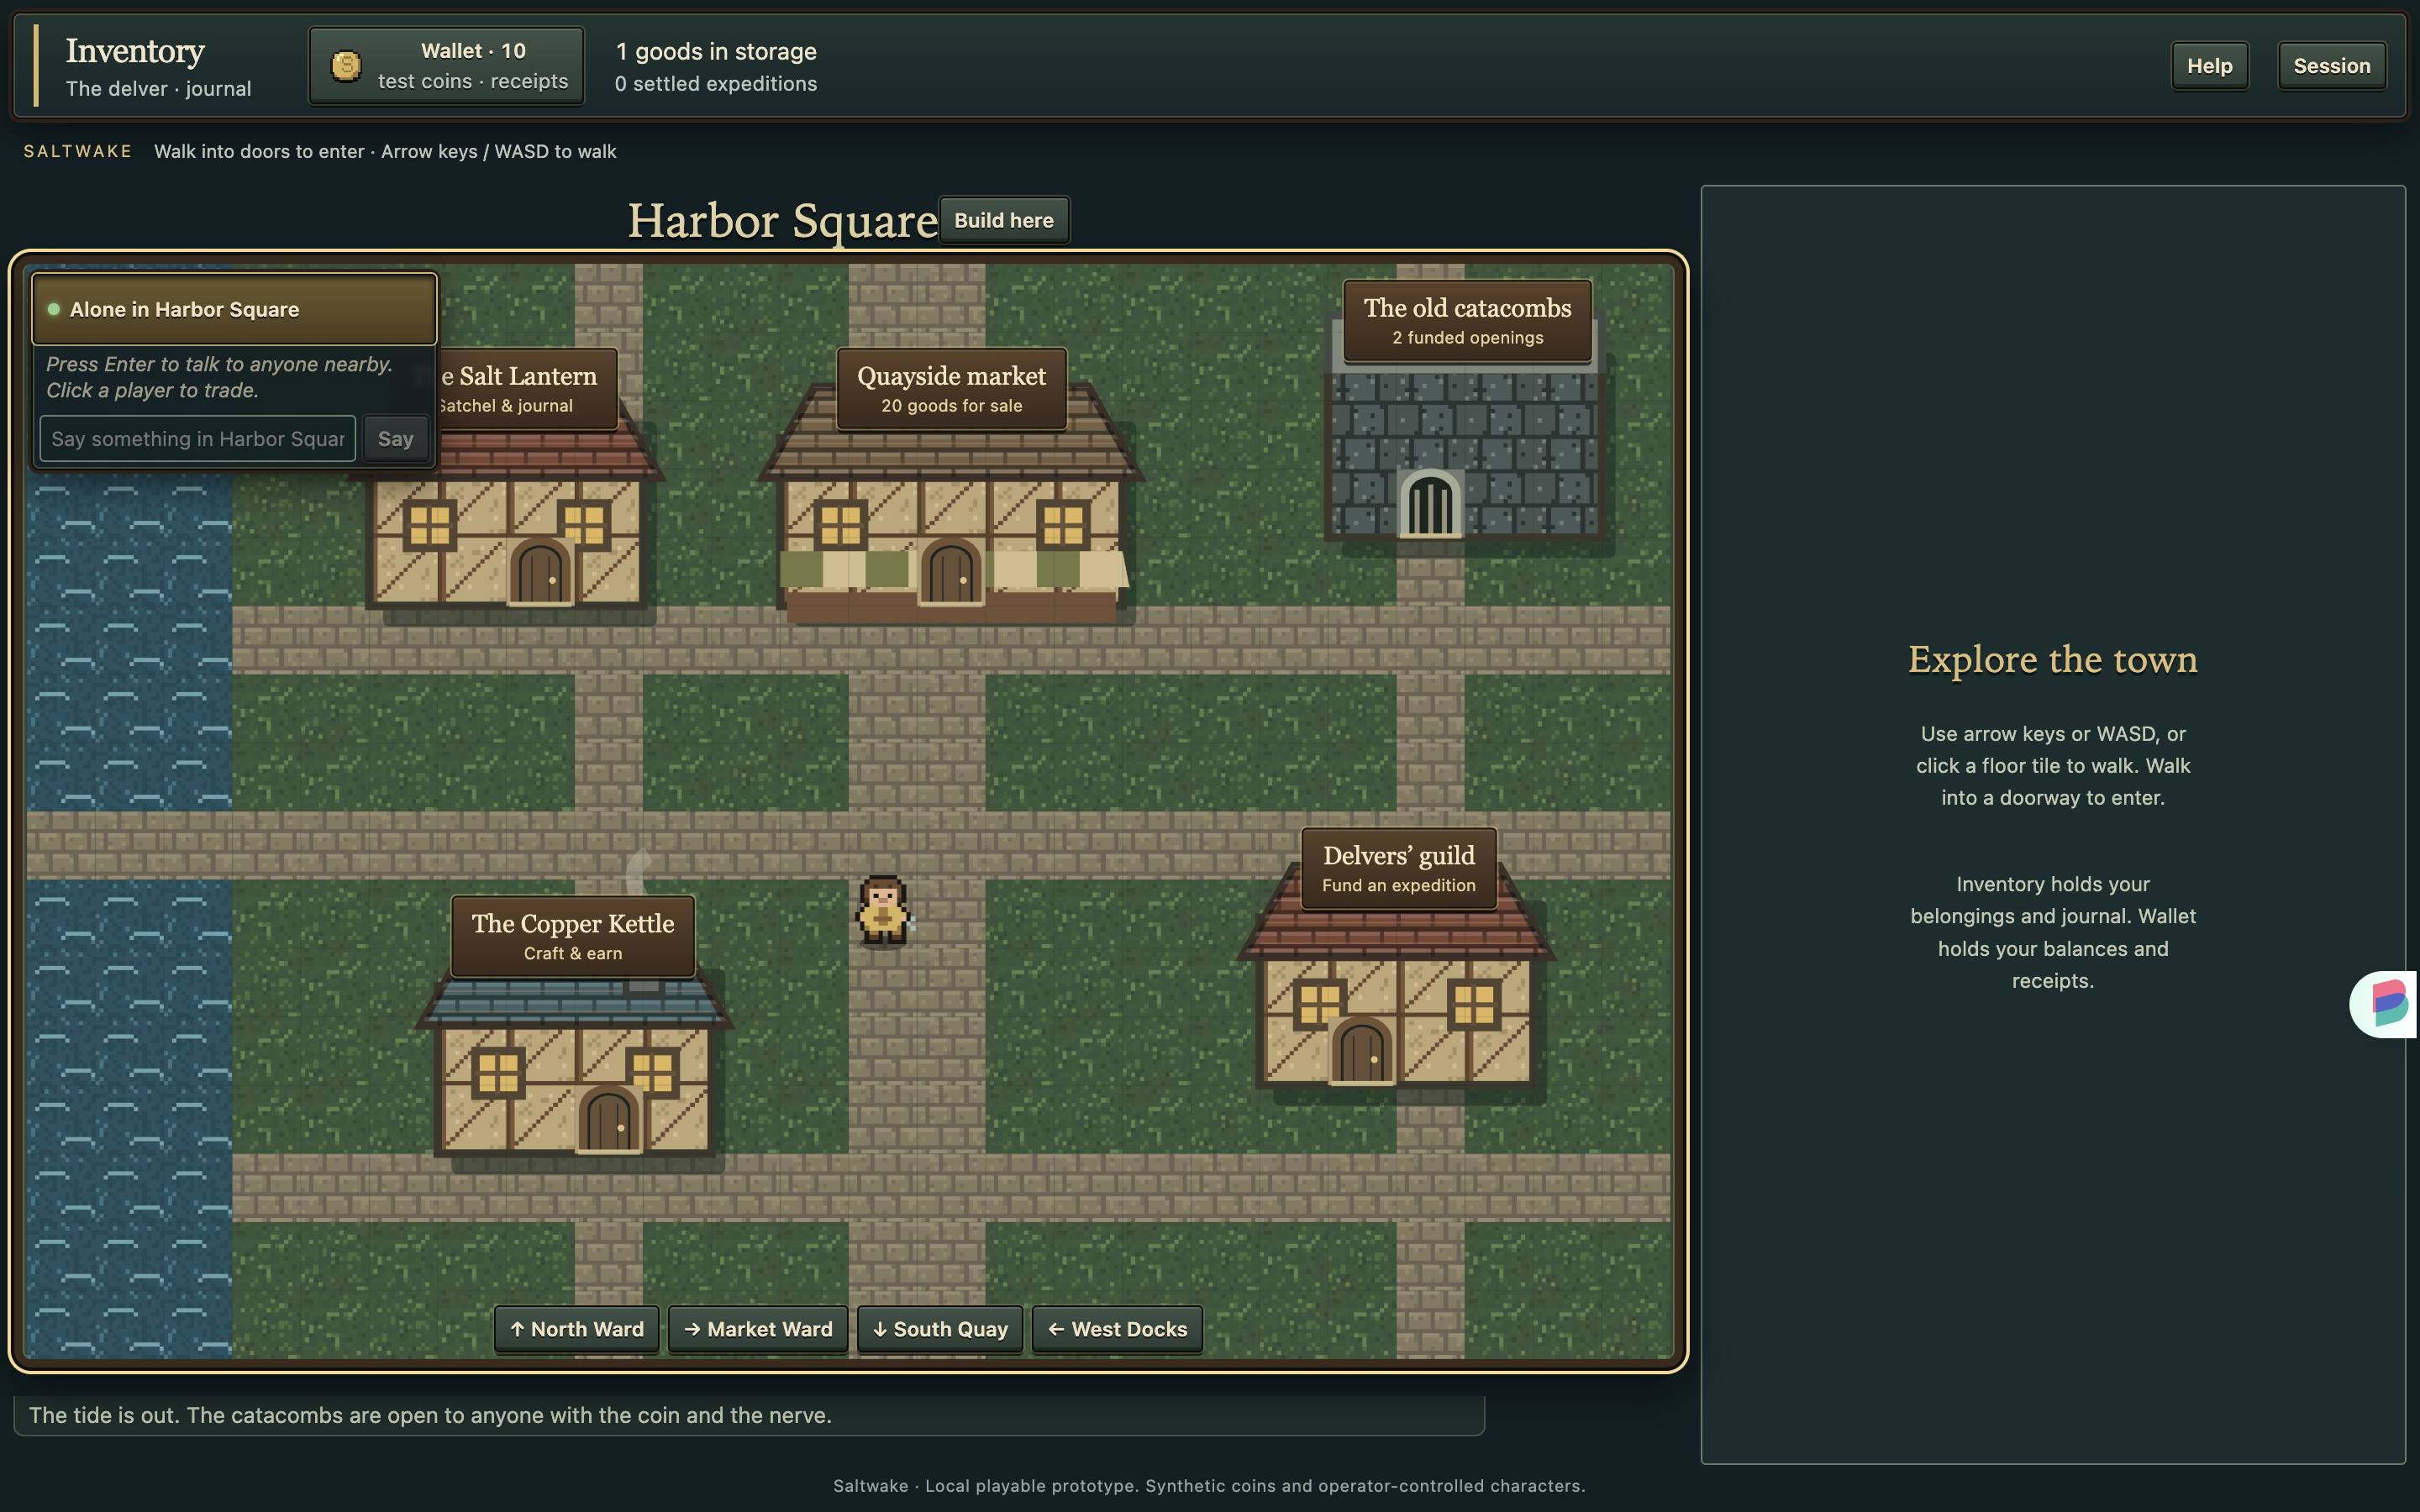 Inventory
The delver · journal
Wallet · 10
test coins · receipts
1 goods in storage
0 settled expeditions
Help
Session
SALTWAKE Walk into doors to enter · Arrow keys / WASD to walk
Harbor Square
Build here
Alone in Harbor Square
Press Enter to talk to anyone nearby.
Click a player to trade.
Say something in Harbor Squar
Say
e Salt Lantern
Satchel & journal
Quayside market
20 goods for sale
The old catacombs
2 funded openings
The Copper Kettle
Craft & earn
Delvers’ guild
Fund an expedition
↑ North Ward
→ Market Ward
↓ South Quay
← West Docks
Explore the town
Use arrow keys or WASD, or
click a floor tile to walk. Walk
into a doorway to enter.
Inventory holds your
belongings and journal. Wallet
holds your balances and
receipts.
The tide is out. The catacombs are open to anyone with the coin and the nerve.
Saltwake · Local playable prototype. Synthetic coins and operator-controlled characters.